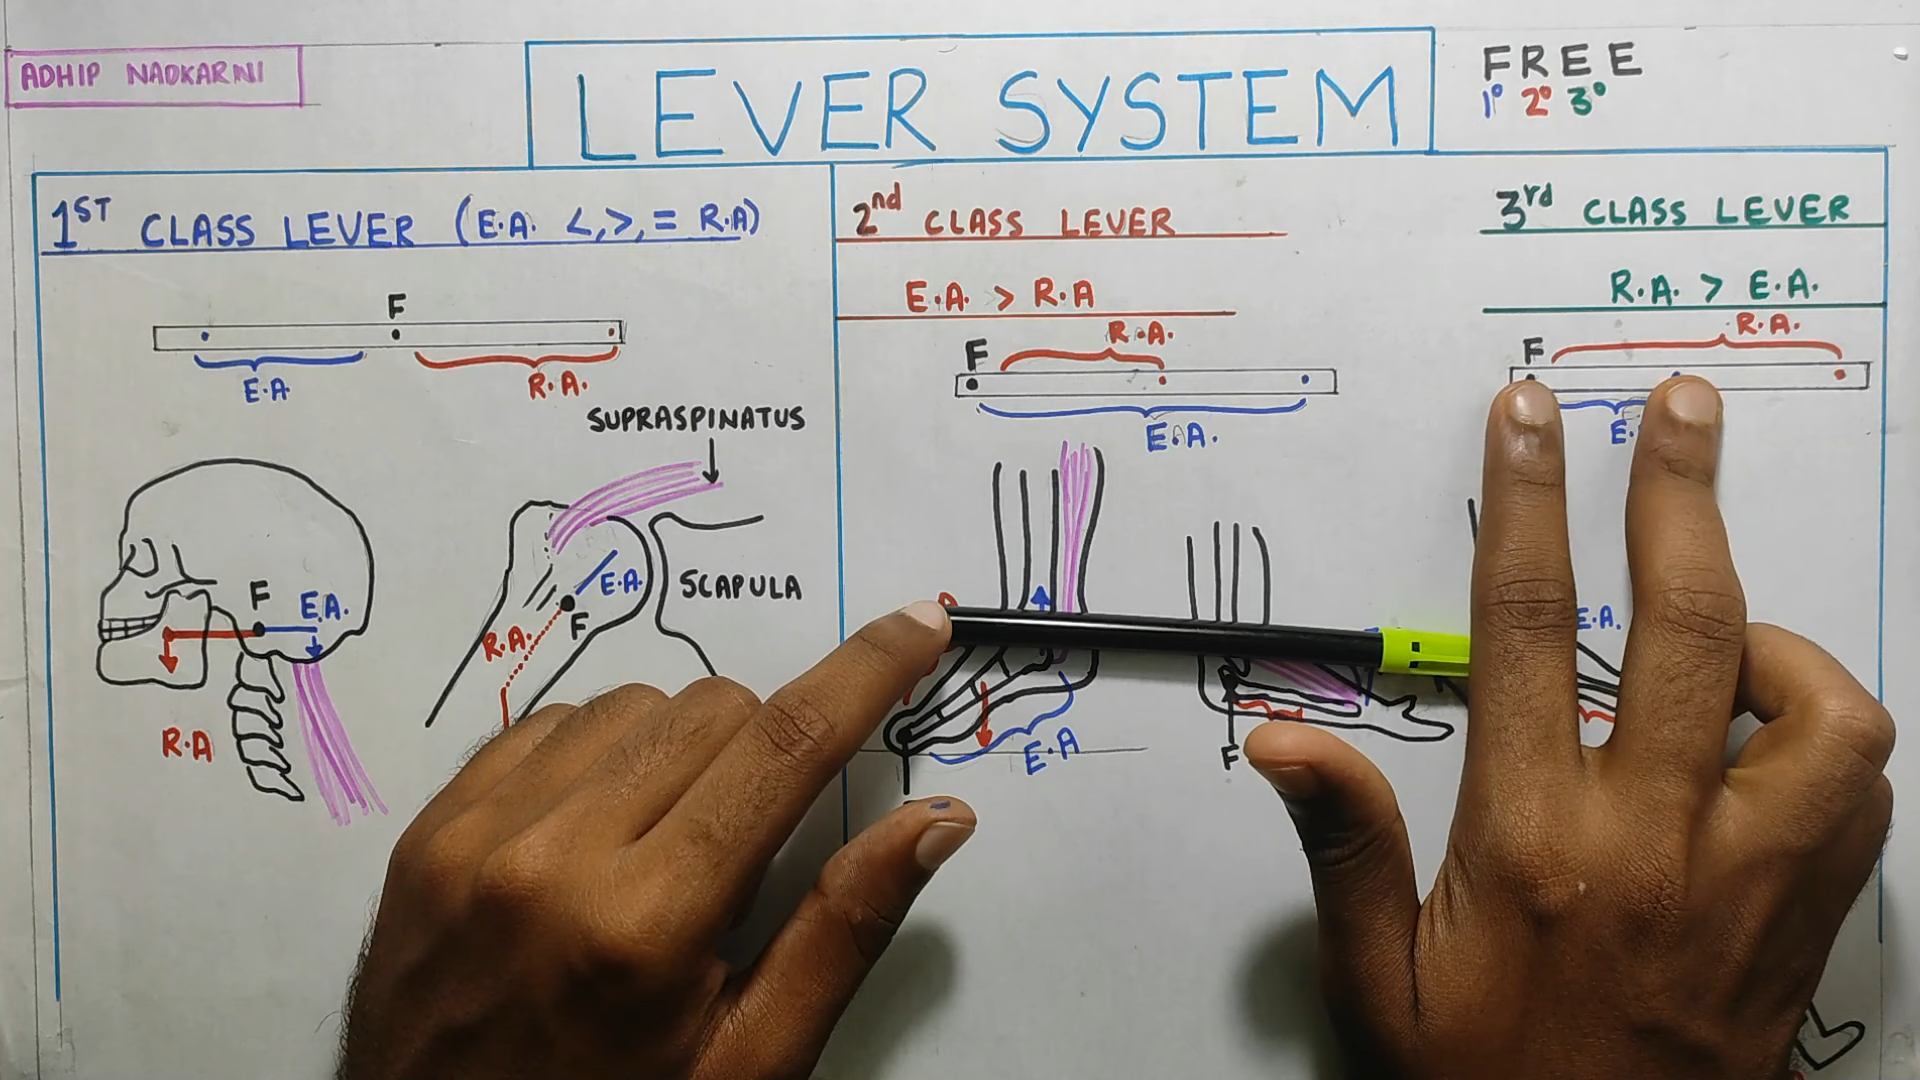 ADHIP NADKARNI
LEVER SYSTEM
FREE
1° 2° 3°
1ST CLASS LEVER (E.A. <,>,= R.A)
F
E.A
R.A.
SUPRASPINATUS
SCAPULA
F
E.A.
R.A
E.A.
F
R.A.
2nd CLASS LEVER
E.A. > R.A
R.A.
F
E.A.
E.A
F
3rd CLASS LEVER
R.A. > E.A.
R.A.
F
E.A.